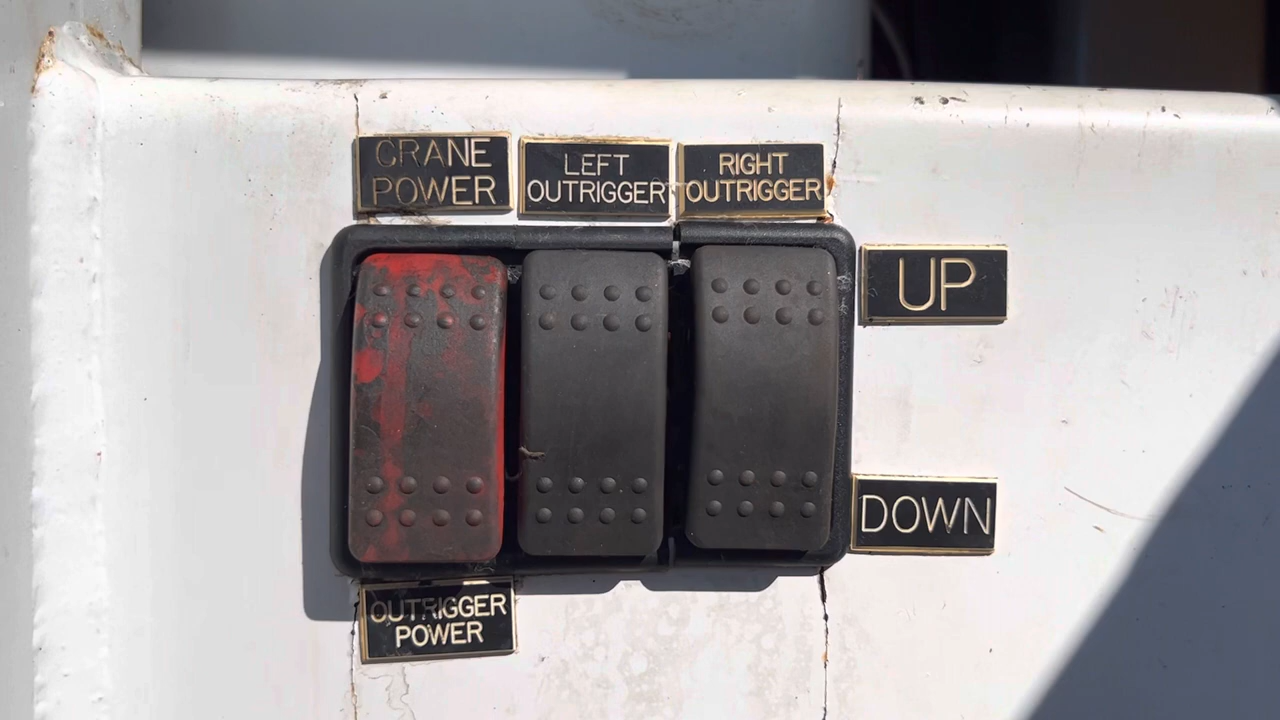 CRANE
POWER
LEFT
OUTRIGGER
RIGHT
OUTRIGGER
UP
DOWN
OUTRIGGER
POWER